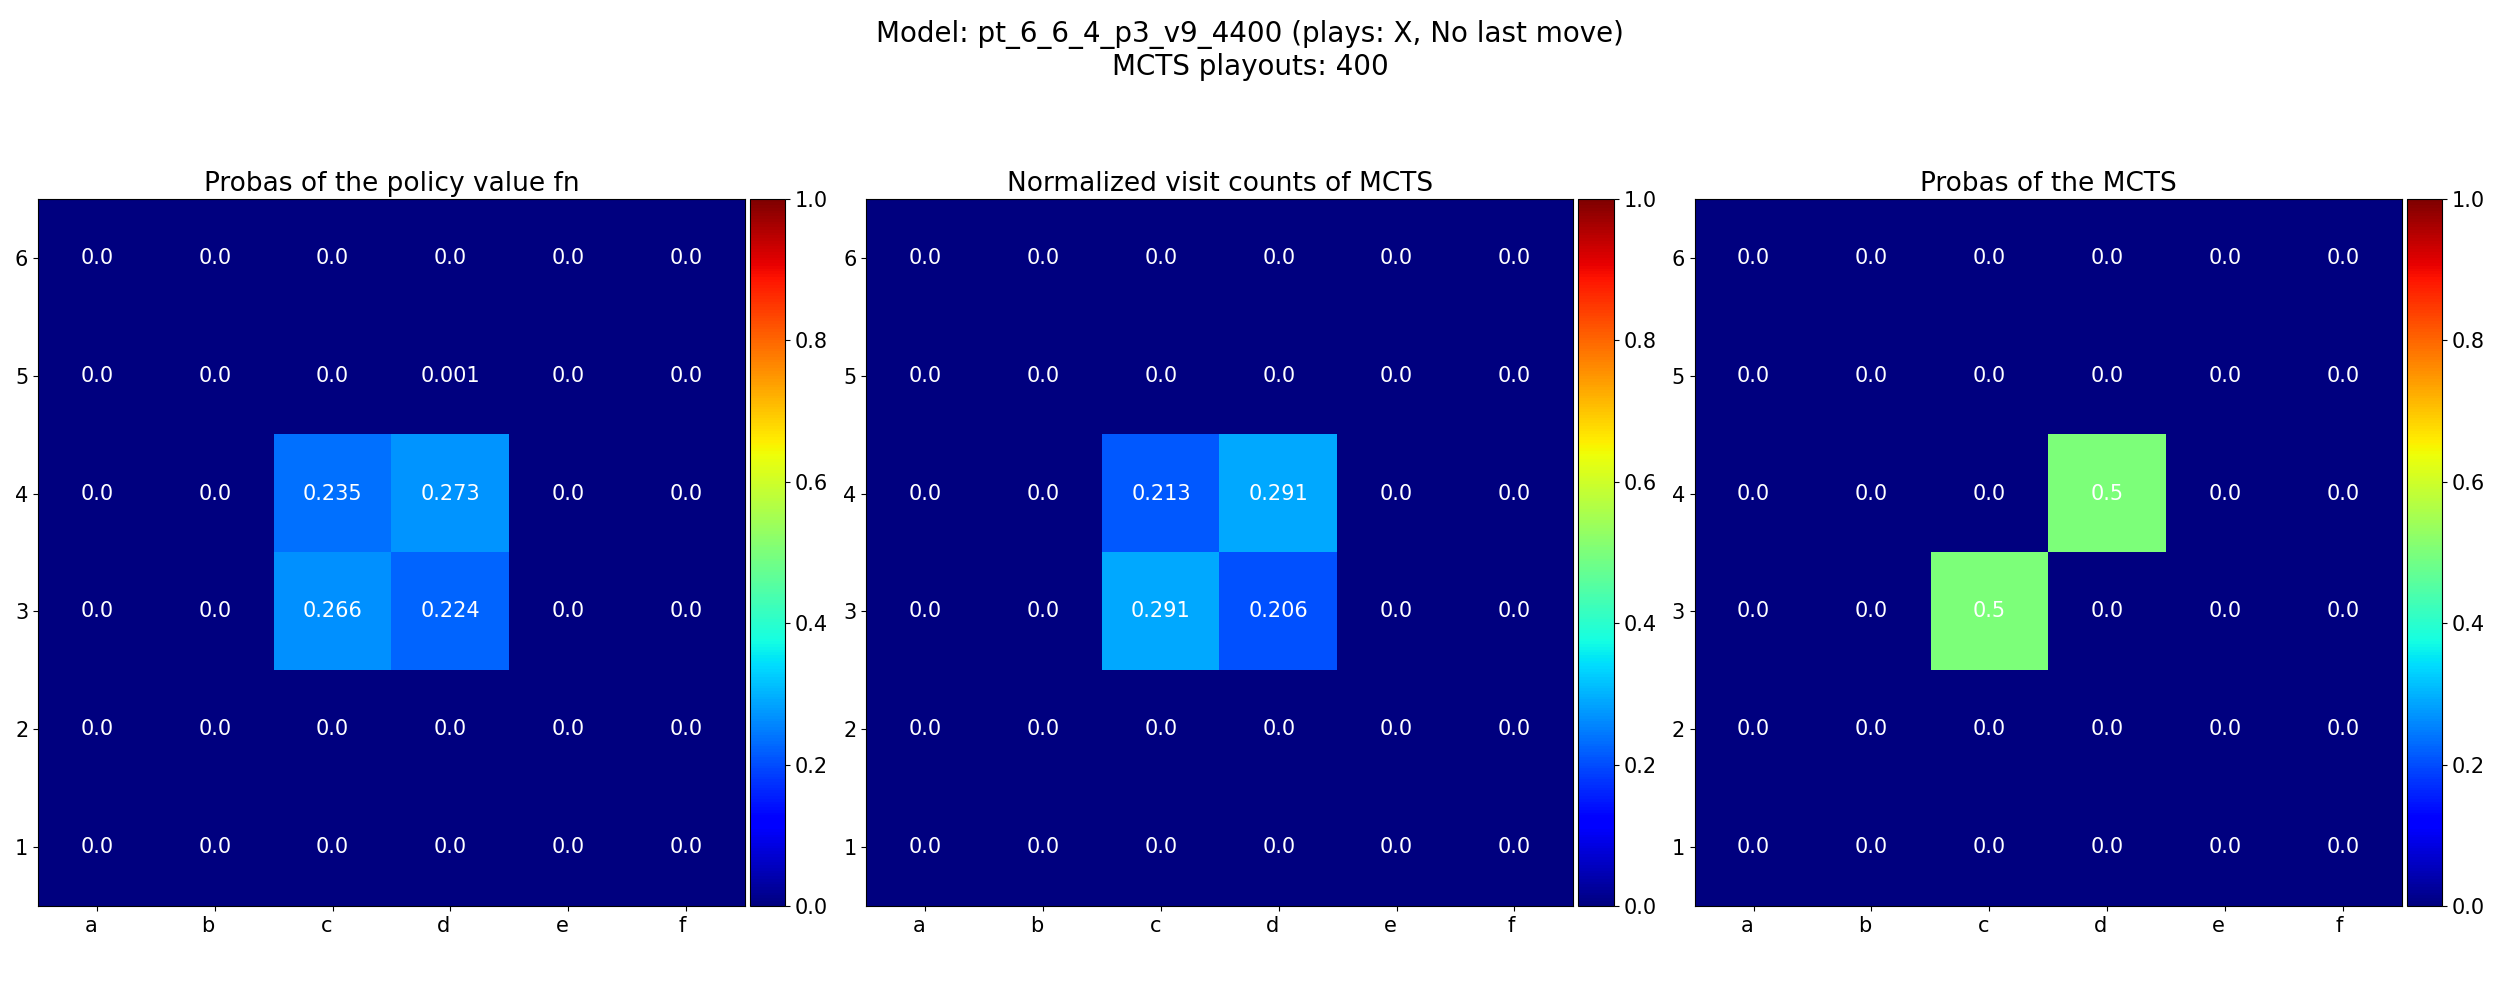 Model: pt_6_6_4_p3_v9_4400 (plays: X, No last move)
MCTS playouts: 400
Probas of the policy value fn
6 0.0 0.0 0.0 0.0 0.0 0.0
5 0.0 0.0 0.0 0.001 0.0 0.0
4 0.0 0.0 0.235 0.273 0.0 0.0
3 0.0 0.0 0.266 0.224 0.0 0.0
2 0.0 0.0 0.0 0.0 0.0 0.0
1 0.0 0.0 0.0 0.0 0.0 0.0
a b c d e f
1.0
0.8
0.6
0.4
0.2
0.0
Normalized visit counts of MCTS
6 0.0 0.0 0.0 0.0 0.0 0.0
5 0.0 0.0 0.0 0.0 0.0 0.0
4 0.0 0.0 0.213 0.291 0.0 0.0
3 0.0 0.0 0.291 0.206 0.0 0.0
2 0.0 0.0 0.0 0.0 0.0 0.0
1 0.0 0.0 0.0 0.0 0.0 0.0
a b c d e f
1.0
0.8
0.6
0.4
0.2
0.0
Probas of the MCTS
6 0.0 0.0 0.0 0.0 0.0 0.0
5 0.0 0.0 0.0 0.0 0.0 0.0
4 0.0 0.0 0.0 0.5 0.0 0.0
3 0.0 0.0 0.5 0.0 0.0 0.0
2 0.0 0.0 0.0 0.0 0.0 0.0
1 0.0 0.0 0.0 0.0 0.0 0.0
a b c d e f
1.0
0.8
0.6
0.4
0.2
0.0